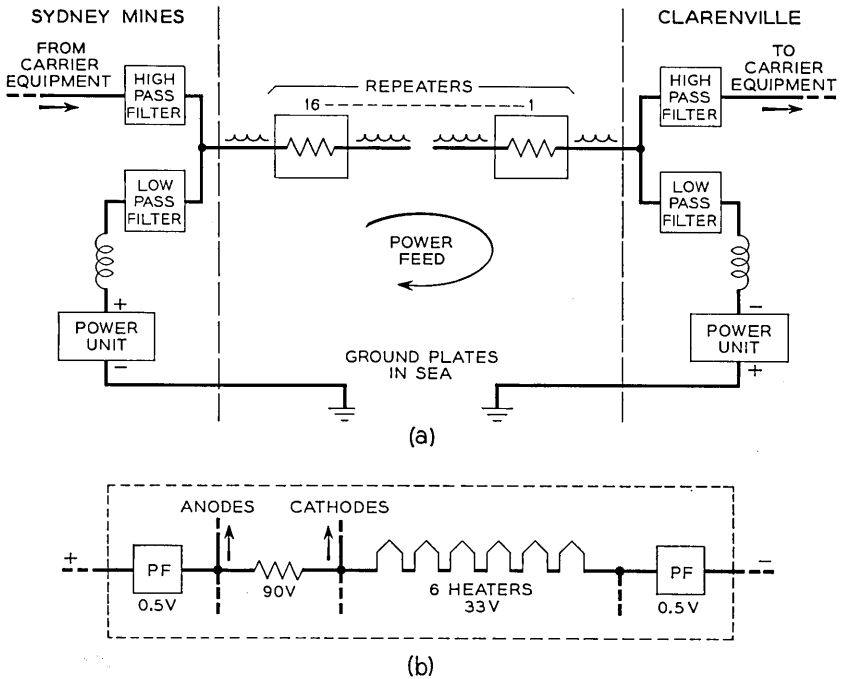 SYDNEY MINES
CLARENVILLE
FROM
CARRIER
EQUIPMENT
HIGH
PASS
FILTER
REPEATERS
16
1
HIGH
PASS
FILTER
TO
CARRIER
EQUIPMENT
LOW
PASS
FILTER
POWER
FEED
LOW
PASS
FILTER
+
POWER
UNIT
−
−
POWER
UNIT
+
GROUND PLATES
IN SEA
(a)
ANODES
CATHODES
+
PF
0.5V
90V
6 HEATERS
33V
PF
0.5V
−
(b)